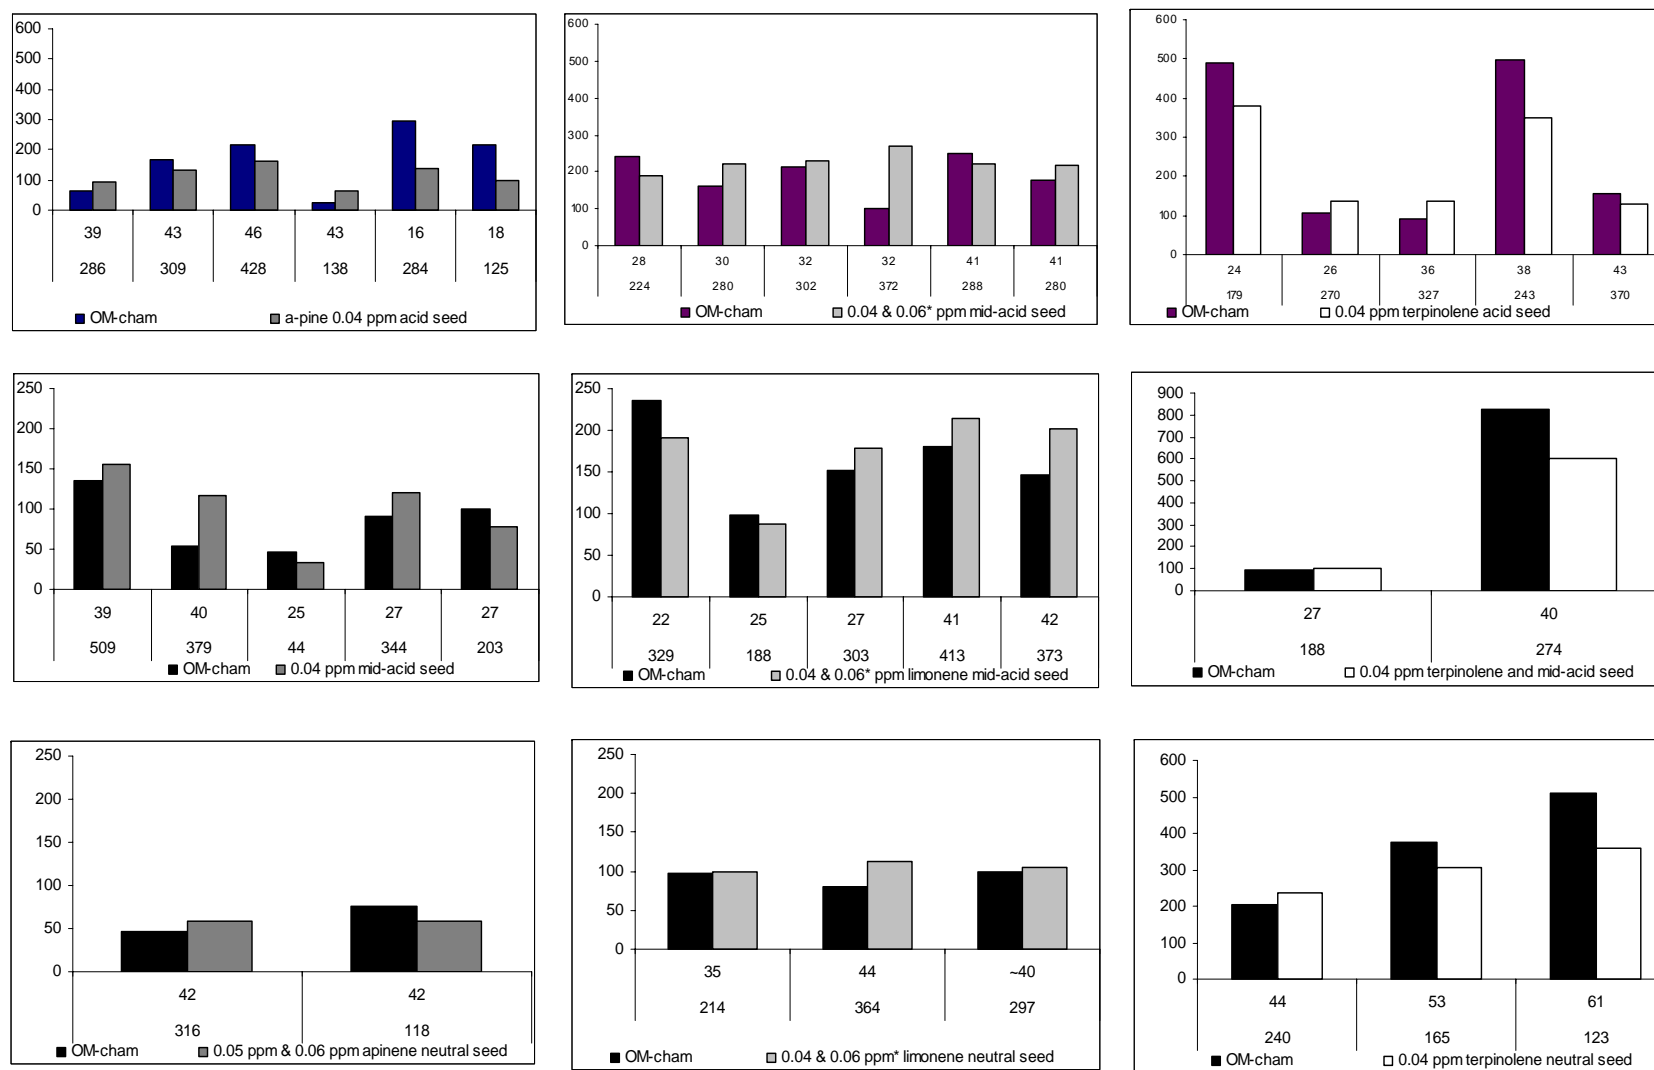 600
500
400
300
200
100
0
39 43 46 43 16 18
286 309 428 138 284 125
OM-cham a-pine 0.04 ppm acid seed
600
500
400
300
200
100
0
28 30 32 32 41 41
224 280 302 372 288 280
OM-cham 0.04 & 0.06* ppm mid-acid seed
600
500
400
300
200
100
0
24 26 36 38 43
179 270 327 243 370
OM-cham 0.04 ppm terpinolene acid seed
250
200
150
100
50
0
39 40 25 27 27
509 379 44 344 203
OM-cham 0.04 ppm mid-acid seed
250
200
150
100
50
0
22 25 27 41 42
329 188 303 413 373
OM-cham 0.04 & 0.06* ppm limonene mid-acid seed
900
800
700
600
500
400
300
200
100
0
27 40
188 274
OM-cham 0.04 ppm terpinolene and mid-acid seed
250
200
150
100
50
0
42 42
316 118
OM-cham 0.05 ppm & 0.06 ppm apinene neutral seed
250
200
150
100
50
0
35 44 ~40
214 364 297
OM-cham 0.04 & 0.06 ppm* limonene neutral seed
600
500
400
300
200
100
0
44 53 61
240 165 123
OM-cham 0.04 ppm terpinolene neutral seed